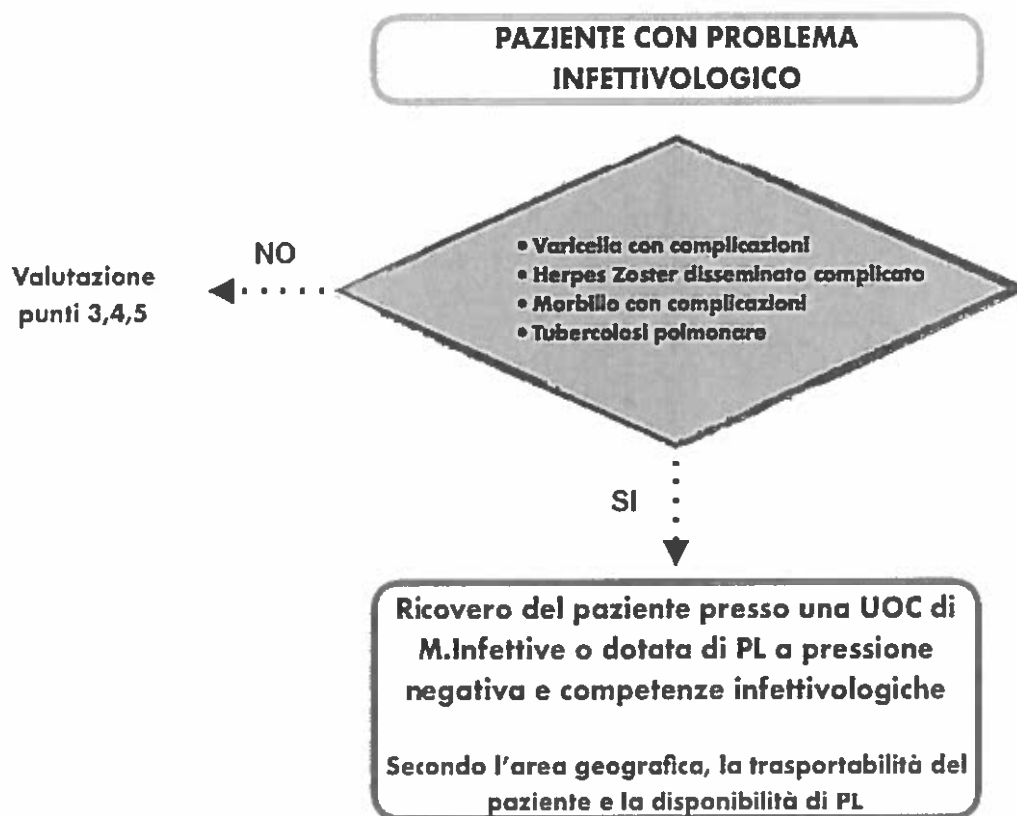 PAZIENTE CON PROBLEMA
INFETTIVOLOGICO
• Varicella con complicazioni
• Herpes Zoster disseminato complicato
• Morbillo con complicazioni
• Tubercolosi polmonare
NO
Valutazione
punti 3,4,5
SI
Ricovero del paziente presso una UOC di
M.Infettive o dotata di PL a pressione
negativa e competenze infettivologiche
Secondo l'area geografica, la trasportabilità del
paziente e la disponibilità di PL